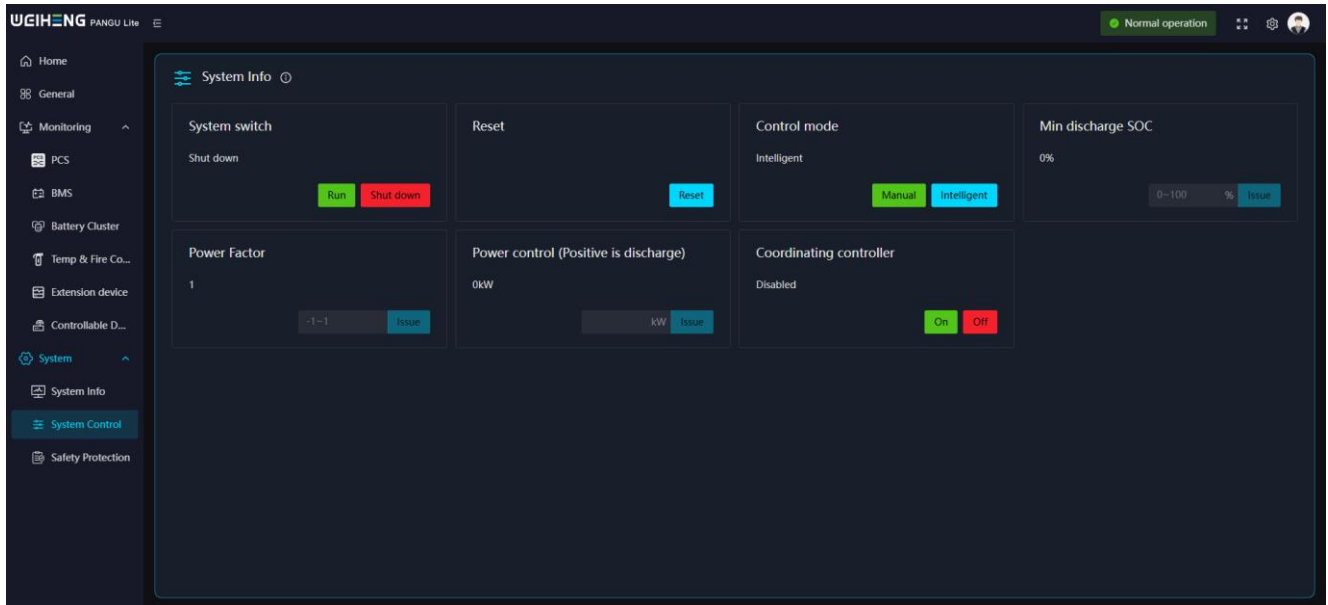 WEIHENG PANGU Lite
Normal operation
Home
General
Monitoring
PCS
BMS
Battery Cluster
Temp & Fire Co...
Extension device
Controllable D...
System
System Info
System Control
Safety Protection
System Info
System switch
Shut down
Run Shut down
Reset
Reset
Control mode
Intelligent
Manual Intelligent
Min discharge SOC
0%
0~100 % Issue
Power Factor
1
-1~1 Issue
Power control (Positive is discharge)
0kW
kW Issue
Coordinating controller
Disabled
On Off